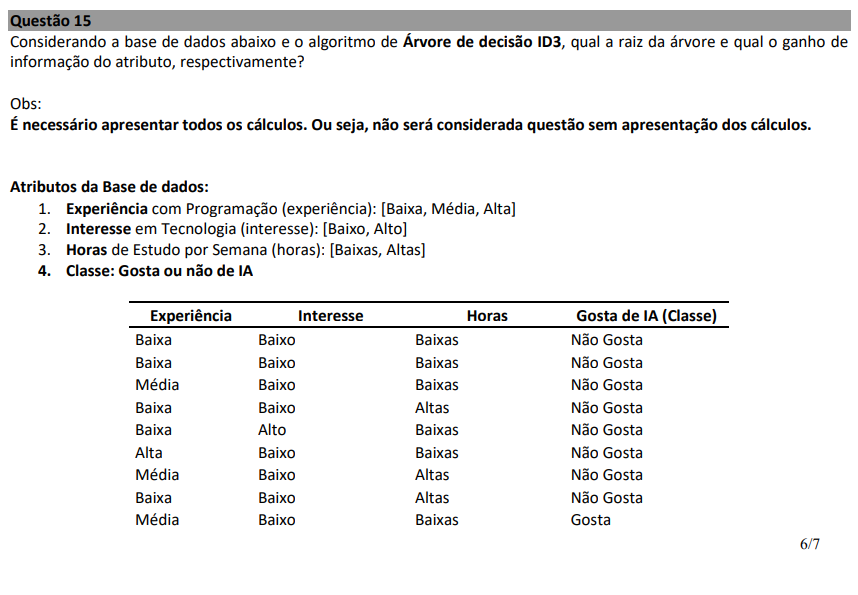 Questão 15
Considerando a base de dados abaixo e o algoritmo de Árvore de decisão ID3, qual a raiz da árvore e qual o ganho de
informação do atributo, respectivamente?
Obs:
É necessário apresentar todos os cálculos. Ou seja, não será considerada questão sem apresentação dos cálculos.
Atributos da Base de dados:
1. Experiência com Programação (experiência): [Baixa, Média, Alta]
2. Interesse em Tecnologia (interesse): [Baixo, Alto]
3. Horas de Estudo por Semana (horas): [Baixas, Altas]
4. Classe: Gosta ou não de IA
Experiência Interesse Horas Gosta de IA (Classe)
Baixa Baixo Baixas Não Gosta
Baixa Baixo Baixas Não Gosta
Média Baixo Baixas Não Gosta
Baixa Baixo Altas Não Gosta
Baixa Alto Baixas Não Gosta
Alta Baixo Baixas Não Gosta
Média Baixo Altas Não Gosta
Baixa Baixo Altas Não Gosta
Média Baixo Baixas Gosta
6/7